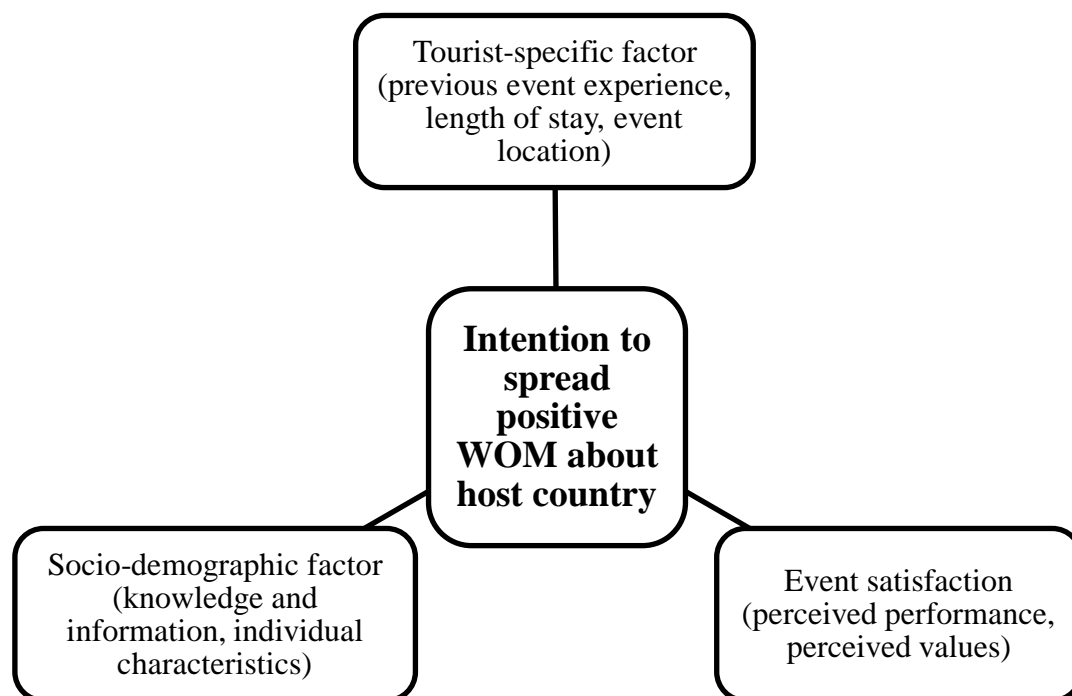 Tourist-specific factor
(previous event experience,
length of stay, event
location)
Intention to
spread
positive
WOM about
host country
Socio-demographic factor
(knowledge and
information, individual
characteristics)
Event satisfaction
(perceived performance,
perceived values)